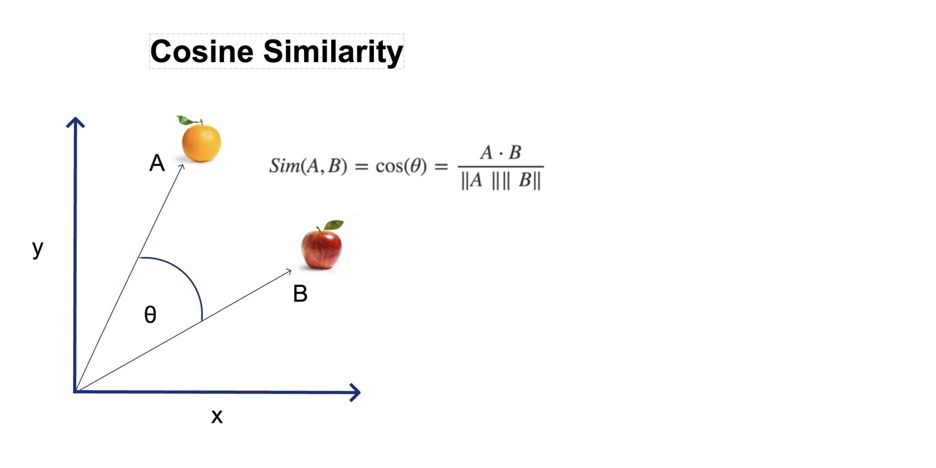 Cosine Similarity
A
Sim(A, B) = cos(θ) = A · B / ‖A ‖‖ B‖
y
B
θ
x